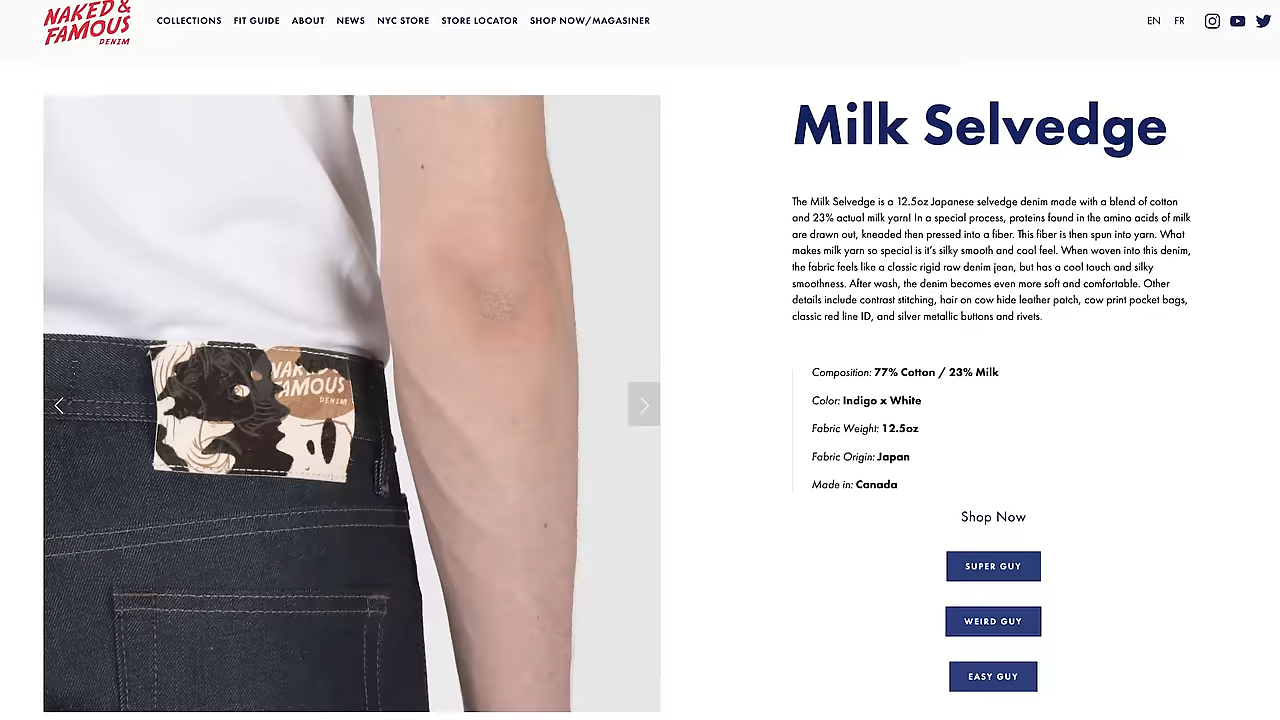 NAKED &
FAMOUS
DENIM
COLLECTIONS FIT GUIDE ABOUT NEWS NYC STORE STORE LOCATOR SHOP NOW/MAGASINER
EN FR
NAKED &
FAMOUS
DENIM
Milk Selvedge
The Milk Selvedge is a 12.5oz Japanese selvedge denim made with a blend of cotton
and 23% actual milk yarn! In a special process, proteins found in the amino acids of milk
are drawn out, kneaded then pressed into a fiber. This fiber is then spun into yarn. What
makes milk yarn so special is it's silky smooth and cool feel. When woven into this denim,
the fabric feels like a classic rigid raw denim jean, but has a cool touch and silky
smoothness. After wash, the denim becomes even more soft and comfortable. Other
details include contrast stitching, hair on cow hide leather patch, cow print pocket bags,
classic red line ID, and silver metallic buttons and rivets.
Composition: 77% Cotton / 23% Milk
Color: Indigo x White
Fabric Weight: 12.5oz
Fabric Origin: Japan
Made in: Canada
Shop Now
SUPER GUY
WEIRD GUY
EASY GUY